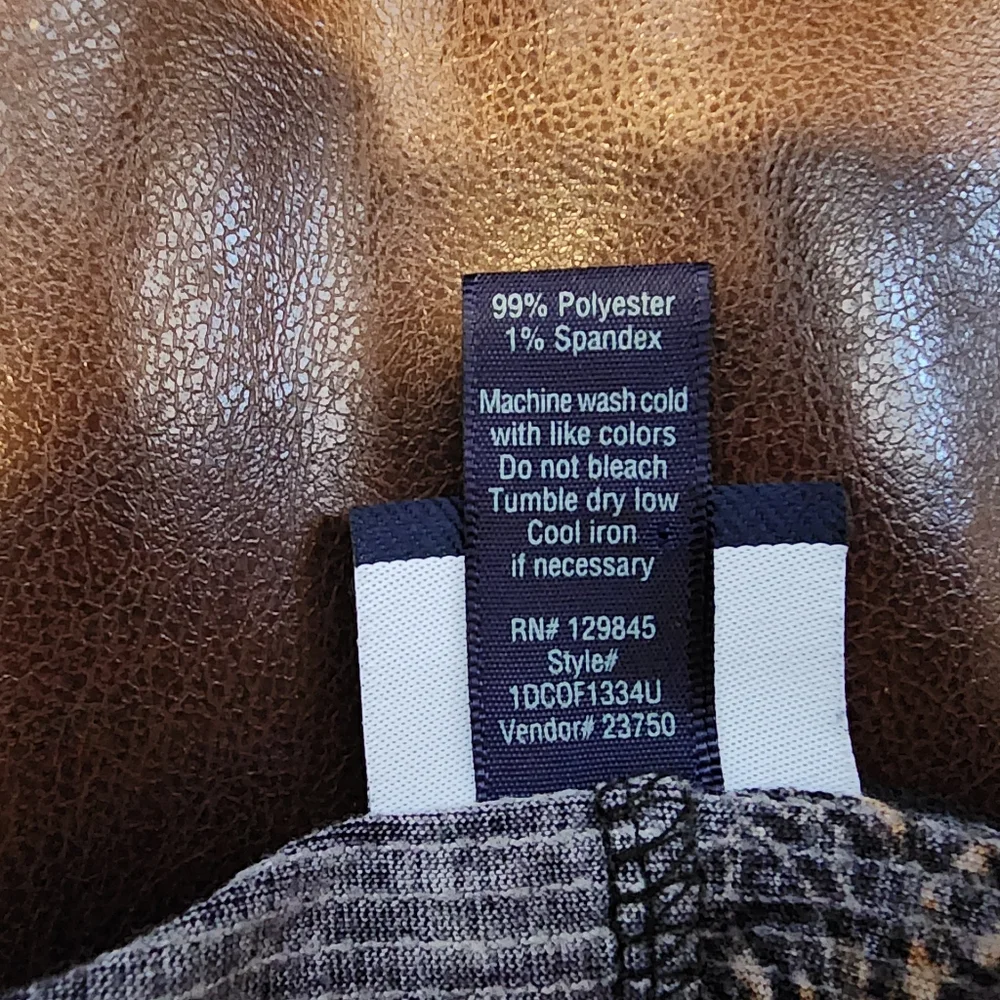 99% Polyester
1% Spandex
Machine wash cold
with like colors
Do not bleach
Tumble dry low
Cool iron
if necessary
RN# 129845
Style#
1DC0F1334U
Vendor# 23750